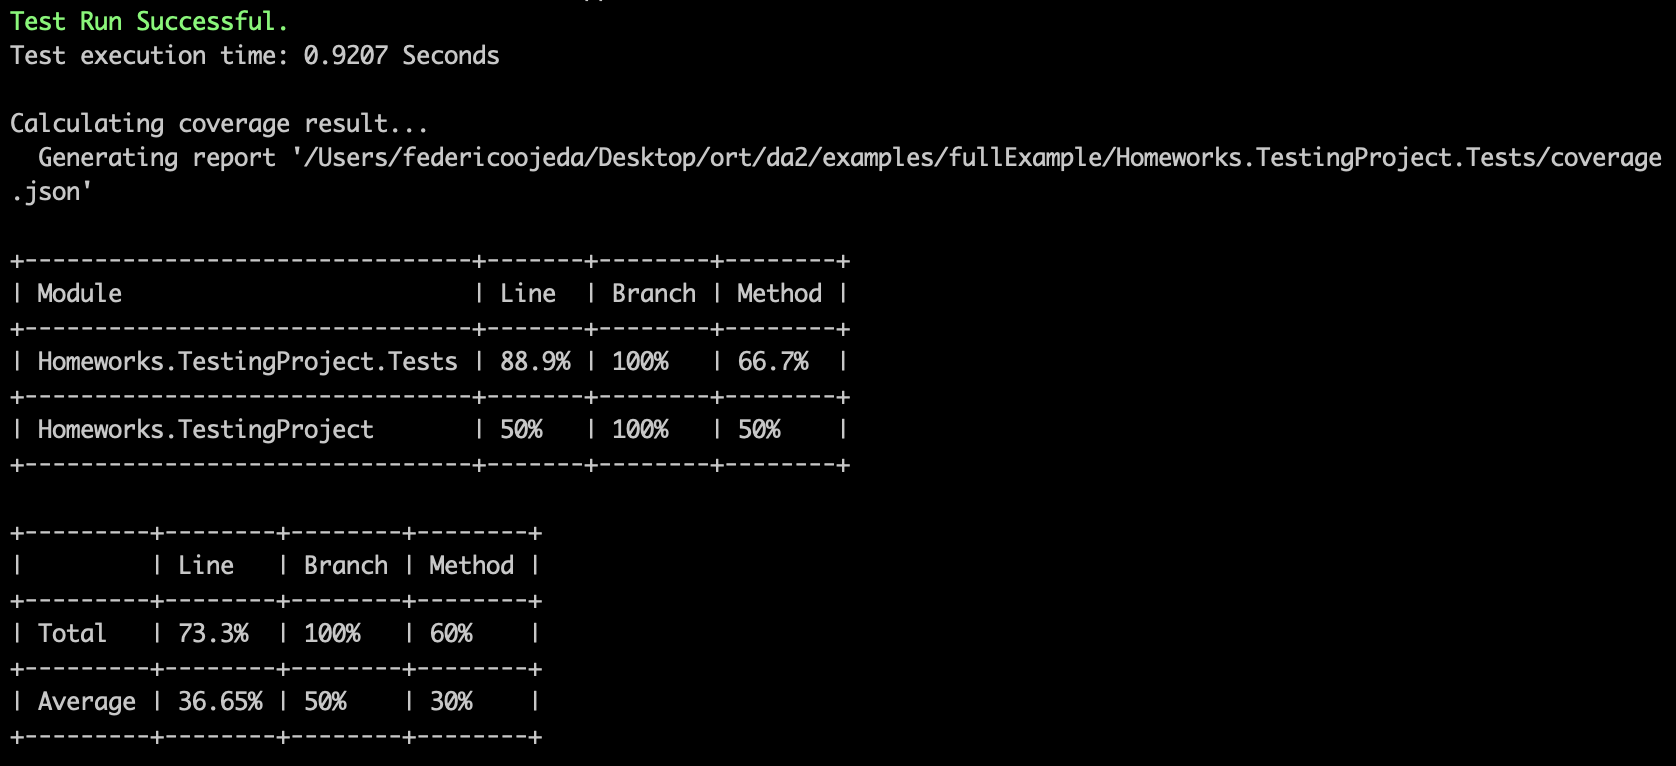 Test Run Successful.
Test execution time: 0.9207 Seconds
Calculating coverage result...
  Generating report '/Users/federicoojeda/Desktop/ort/da2/examples/fullExample/Homeworks.TestingProject.Tests/coverage
.json'
+--------------------------------+-------+--------+--------+
| Module                         | Line  | Branch | Method |
+--------------------------------+-------+--------+--------+
| Homeworks.TestingProject.Tests | 88.9% | 100%   | 66.7%  |
+--------------------------------+-------+--------+--------+
| Homeworks.TestingProject       | 50%   | 100%   | 50%    |
+--------------------------------+-------+--------+--------+
+---------+--------+--------+--------+
|         | Line   | Branch | Method |
+---------+--------+--------+--------+
| Total   | 73.3%  | 100%   | 60%    |
+---------+--------+--------+--------+
| Average | 36.65% | 50%    | 30%    |
+---------+--------+--------+--------+